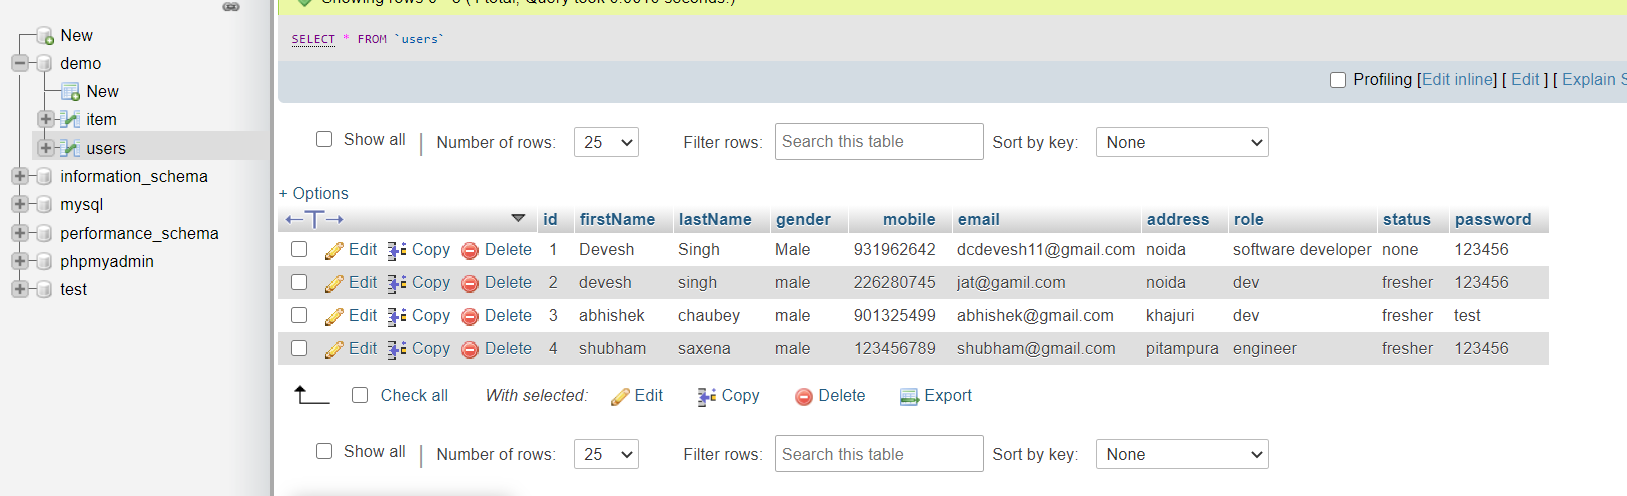 New
demo
New
item
users
information_schema
mysql
performance_schema
phpmyadmin
test
SELECT * FROM `users`
Profiling [Edit inline] [ Edit ] [ Explain S
Show all | Number of rows: 25 Filter rows: Search this table Sort by key: None
+ Options
←T→ id firstName lastName gender mobile email address role status password
Edit Copy Delete 1 Devesh Singh Male 931962642 dcdevesh11@gmail.com noida software developer none 123456
Edit Copy Delete 2 devesh singh male 226280745 jat@gamil.com noida dev fresher 123456
Edit Copy Delete 3 abhishek chaubey male 901325499 abhishek@gmail.com khajuri dev fresher test
Edit Copy Delete 4 shubham saxena male 123456789 shubham@gmail.com pitampura engineer fresher 123456
Check all With selected: Edit Copy Delete Export
Show all | Number of rows: 25 Filter rows: Search this table Sort by key: None